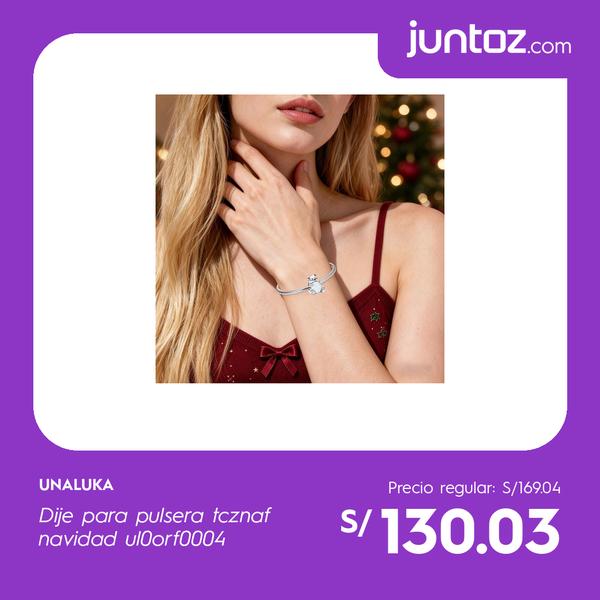 juntoz.com
UNALUKA
Dije para pulsera tcznaf
navidad ul0orf0004
Precio regular: S/169.04
S/130.03